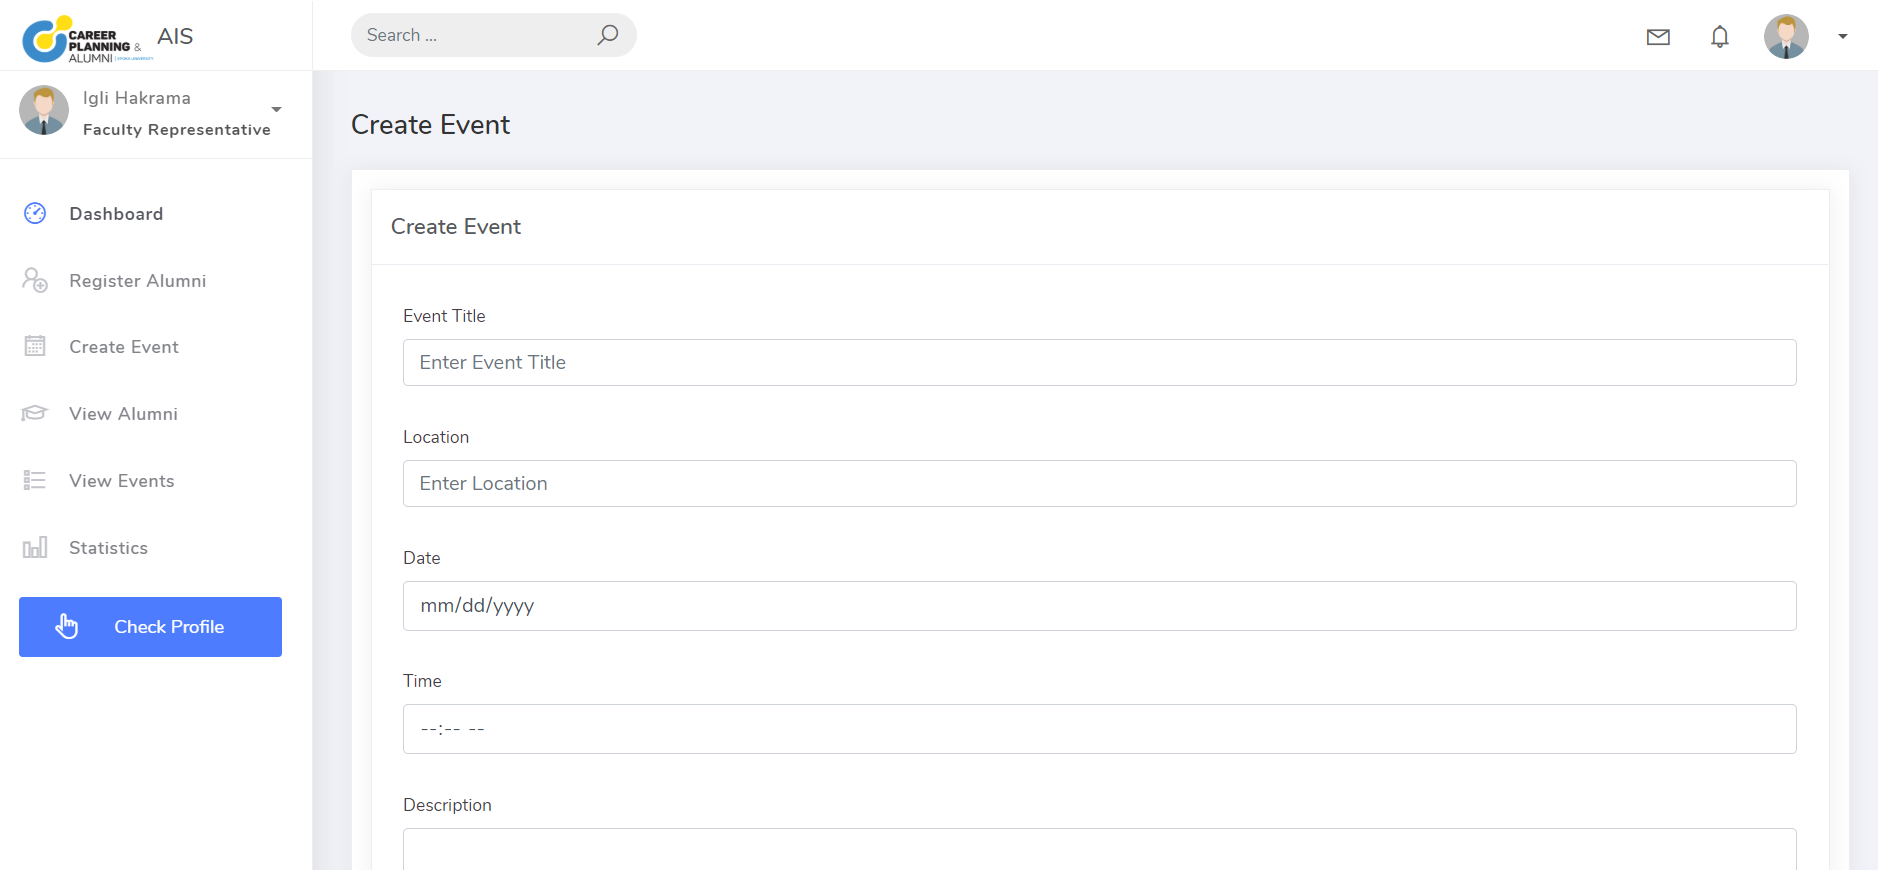 CAREER
PLANNING &
ALUMNI | EPOKA UNIVERSITY
AIS
Search ...
Igli Hakrama
Faculty Representative
Dashboard
Register Alumni
Create Event
View Alumni
View Events
Statistics
Check Profile
Create Event
Create Event
Event Title
Enter Event Title
Location
Enter Location
Date
mm/dd/yyyy
Time
--:-- --
Description